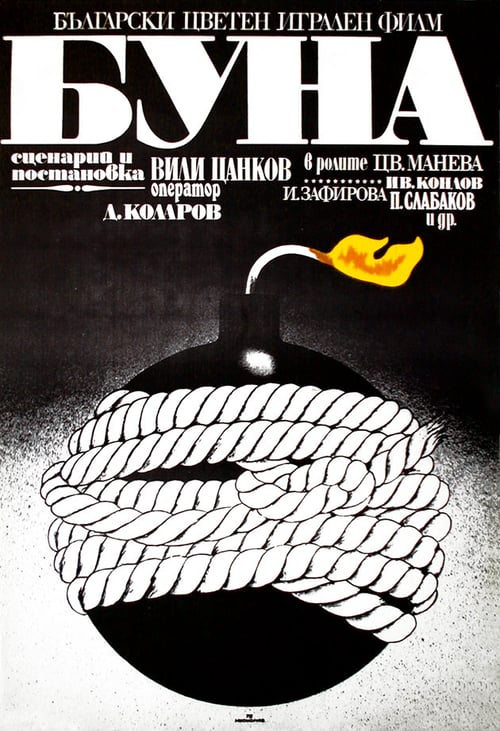 БЪЛГАРСКИ ЦВЕТЕН ИГРАЛЕН ФИЛМ
БУНА
сценарий и
постановка
ВИЛИ ЦАНКОВ
оператор
Д. КОЛАРОВ
в ролите ЦВ. МАНЕВА
И. ЗАФИРОВА
ИВ. КОНДОВ
П. СЛАБАКОВ
и др.